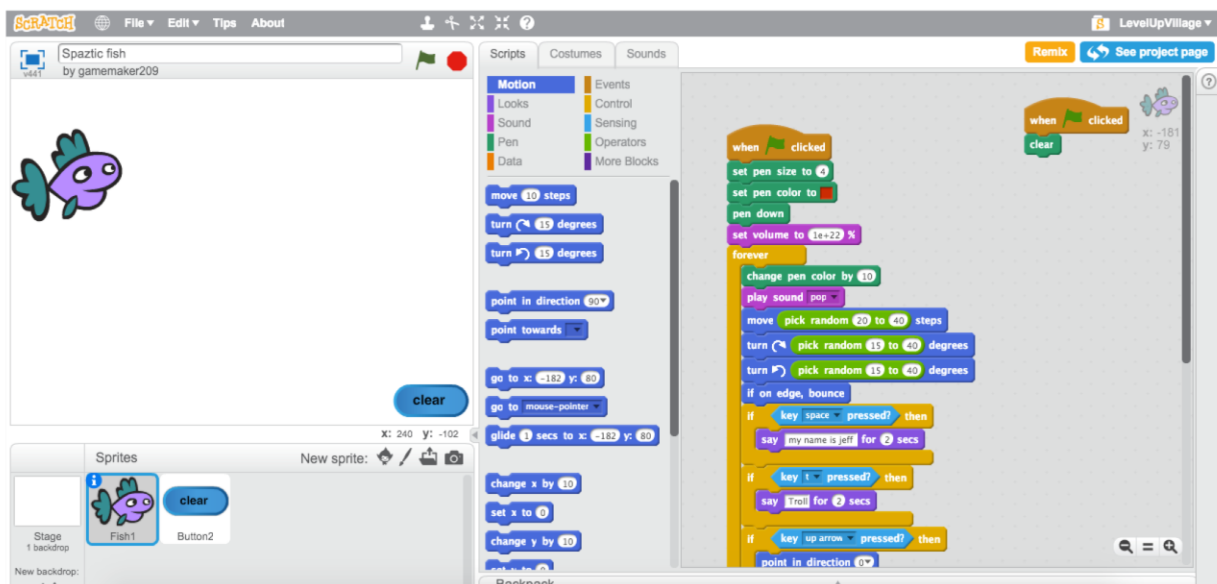 SCRATCH File▼ Edit▼ Tips About LevelUpVillage▼
v441 Spaztic fish
by gamemaker209
clear
X: 240 y: -102
Sprites New sprite:
Stage
1 backdrop
New backdrop:
Fish1
clear
Button2
Scripts Costumes Sounds
Remix See project page
?
Motion Events
Looks Control
Sound Sensing
Pen Operators
Data More Blocks
move 10 steps
turn 15 degrees
turn 15 degrees
point in direction 90▼
point towards
go to x: -182 y: 80
go to mouse-pointer
glide 1 secs to x: -182 y: 80
change x by 10
set x to 0
change y by 10
set y to 0
when clicked
set pen size to 4
set pen color to
pen down
set volume to 1e+22 %
forever
change pen color by 10
play sound pop
move pick random 20 to 40 steps
turn pick random 15 to 40 degrees
turn pick random 15 to 40 degrees
if on edge, bounce
if key space pressed? then
say my name is jeff for 2 secs
if key t pressed? then
say Troll for 2 secs
if key up arrow pressed? then
point in direction 0▼
when clicked
clear
x: -181
y: 79
Backpack